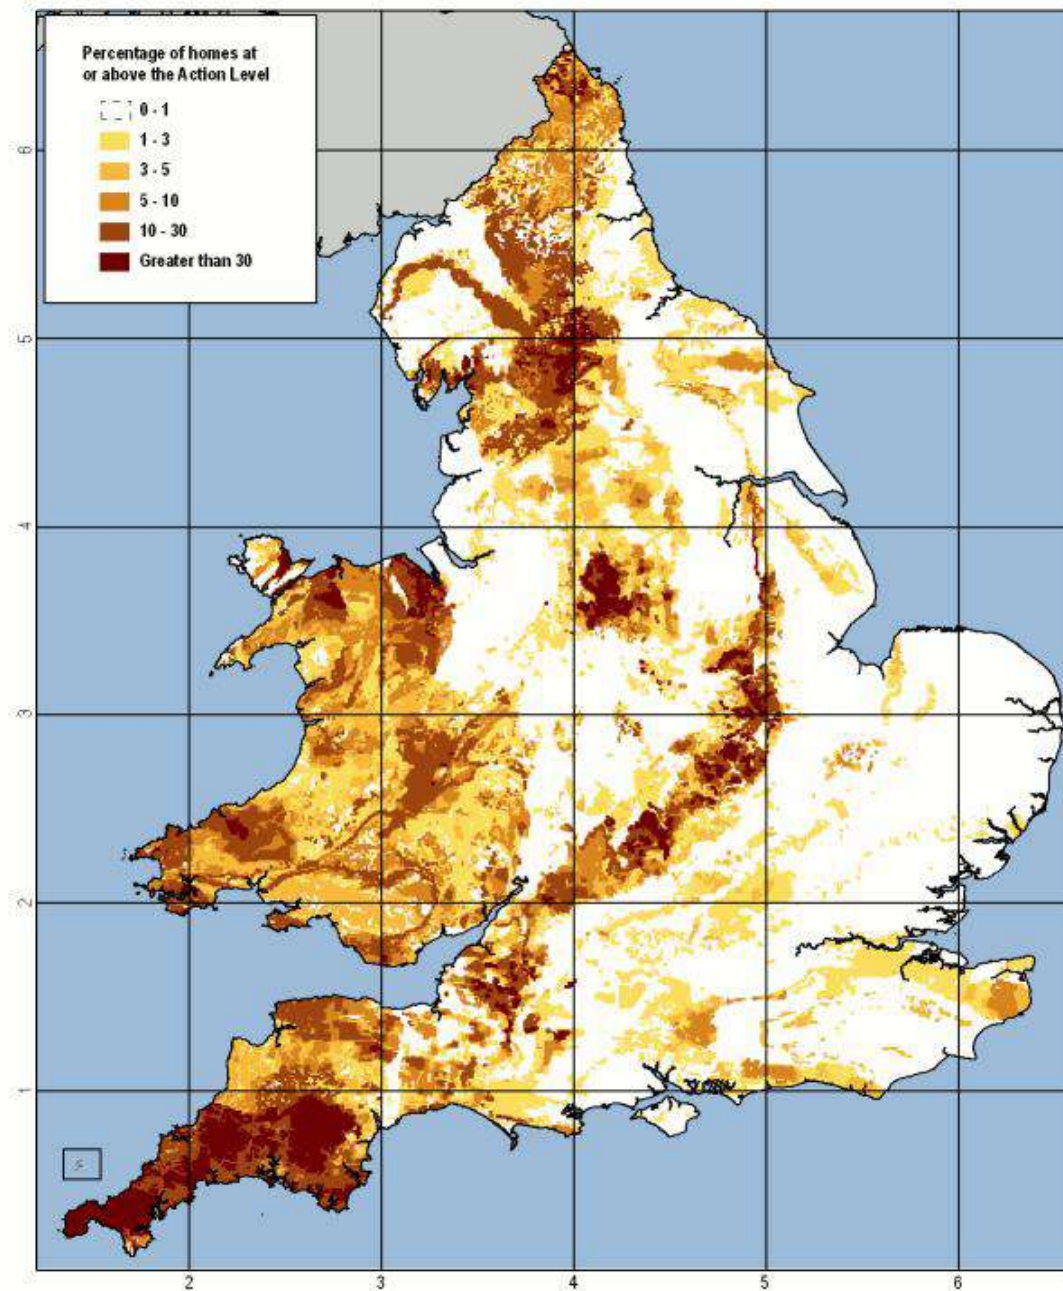 Percentage of homes at
or above the Action Level
0 - 1
1 - 3
3 - 5
5 - 10
10 - 30
Greater than 30
6
5
4
3
2
1
2 3 4 5 6